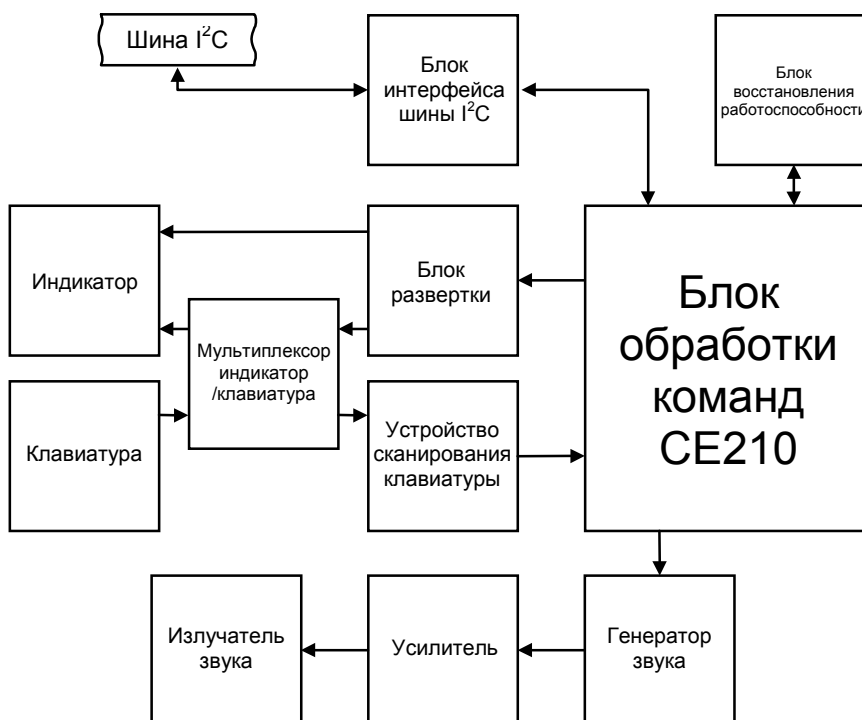 Шина I²C
Блок
интерфейса
шины I²C
Блок
восстановления
работоспособности
Индикатор
Блок
развертки
Блок
обработки
команд
CE210
Мультиплексор
индикатор
/клавиатура
Клавиатура
Устройство
сканирования
клавиатуры
Излучатель
звука
Усилитель
Генератор
звука